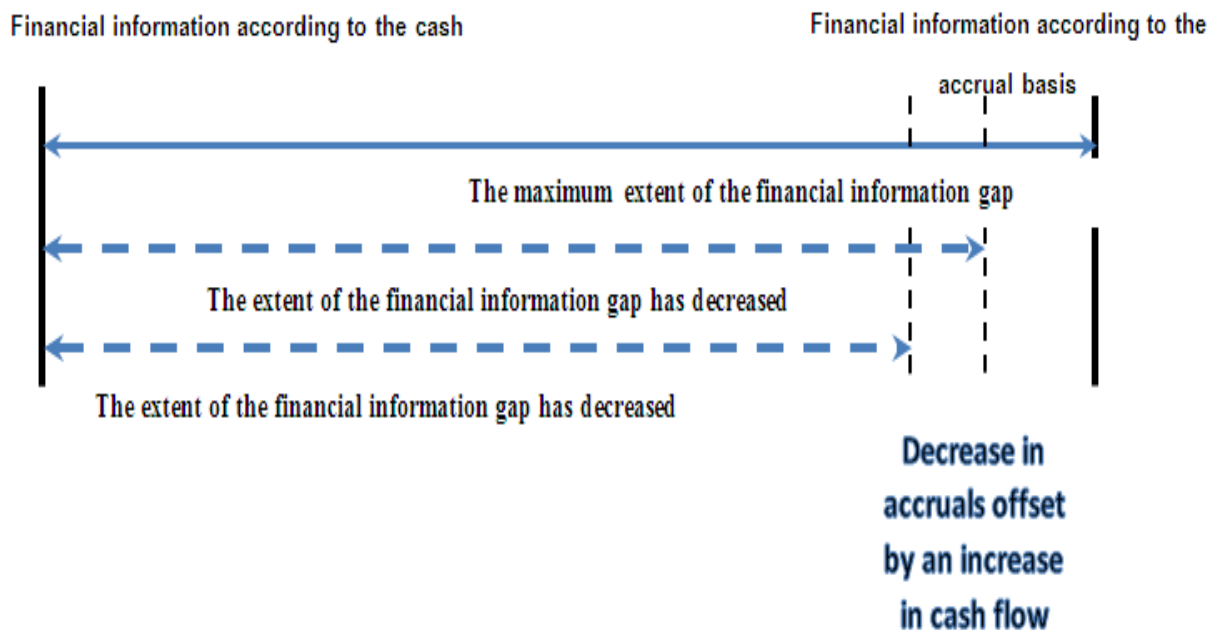 Financial information according to the cash
Financial information according to the
accrual basis
The maximum extent of the financial information gap
The extent of the financial information gap has decreased
The extent of the financial information gap has decreased
Decrease in
accruals offset
by an increase
in cash flow